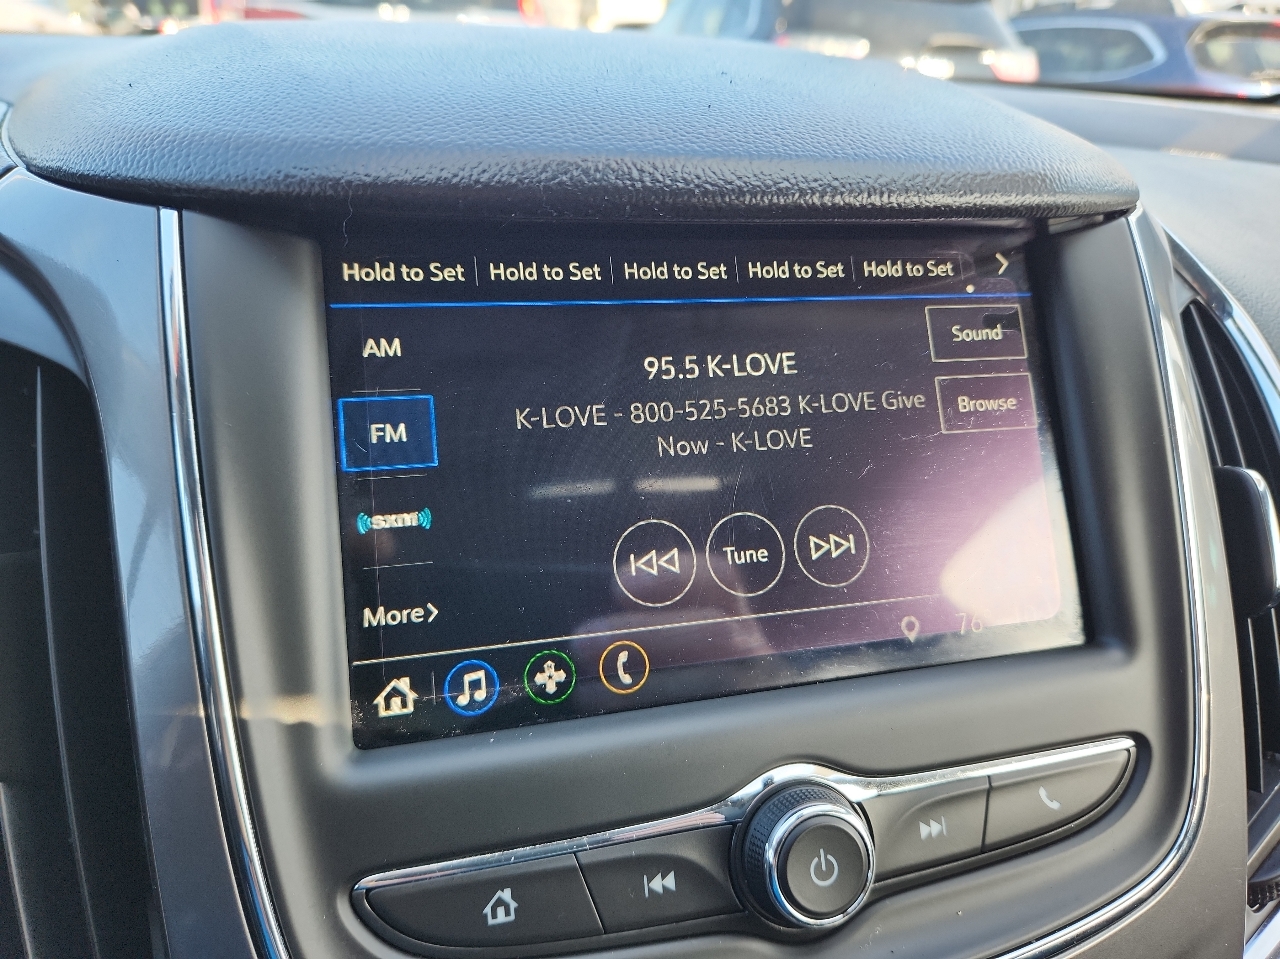 Hold to Set Hold to Set Hold to Set Hold to Set Hold to Set
AM
Sound
95.5 K-LOVE
FM
K-LOVE - 800-525-5683 K-LOVE Give
Now - K-LOVE
Browse
sxm
Tune
More